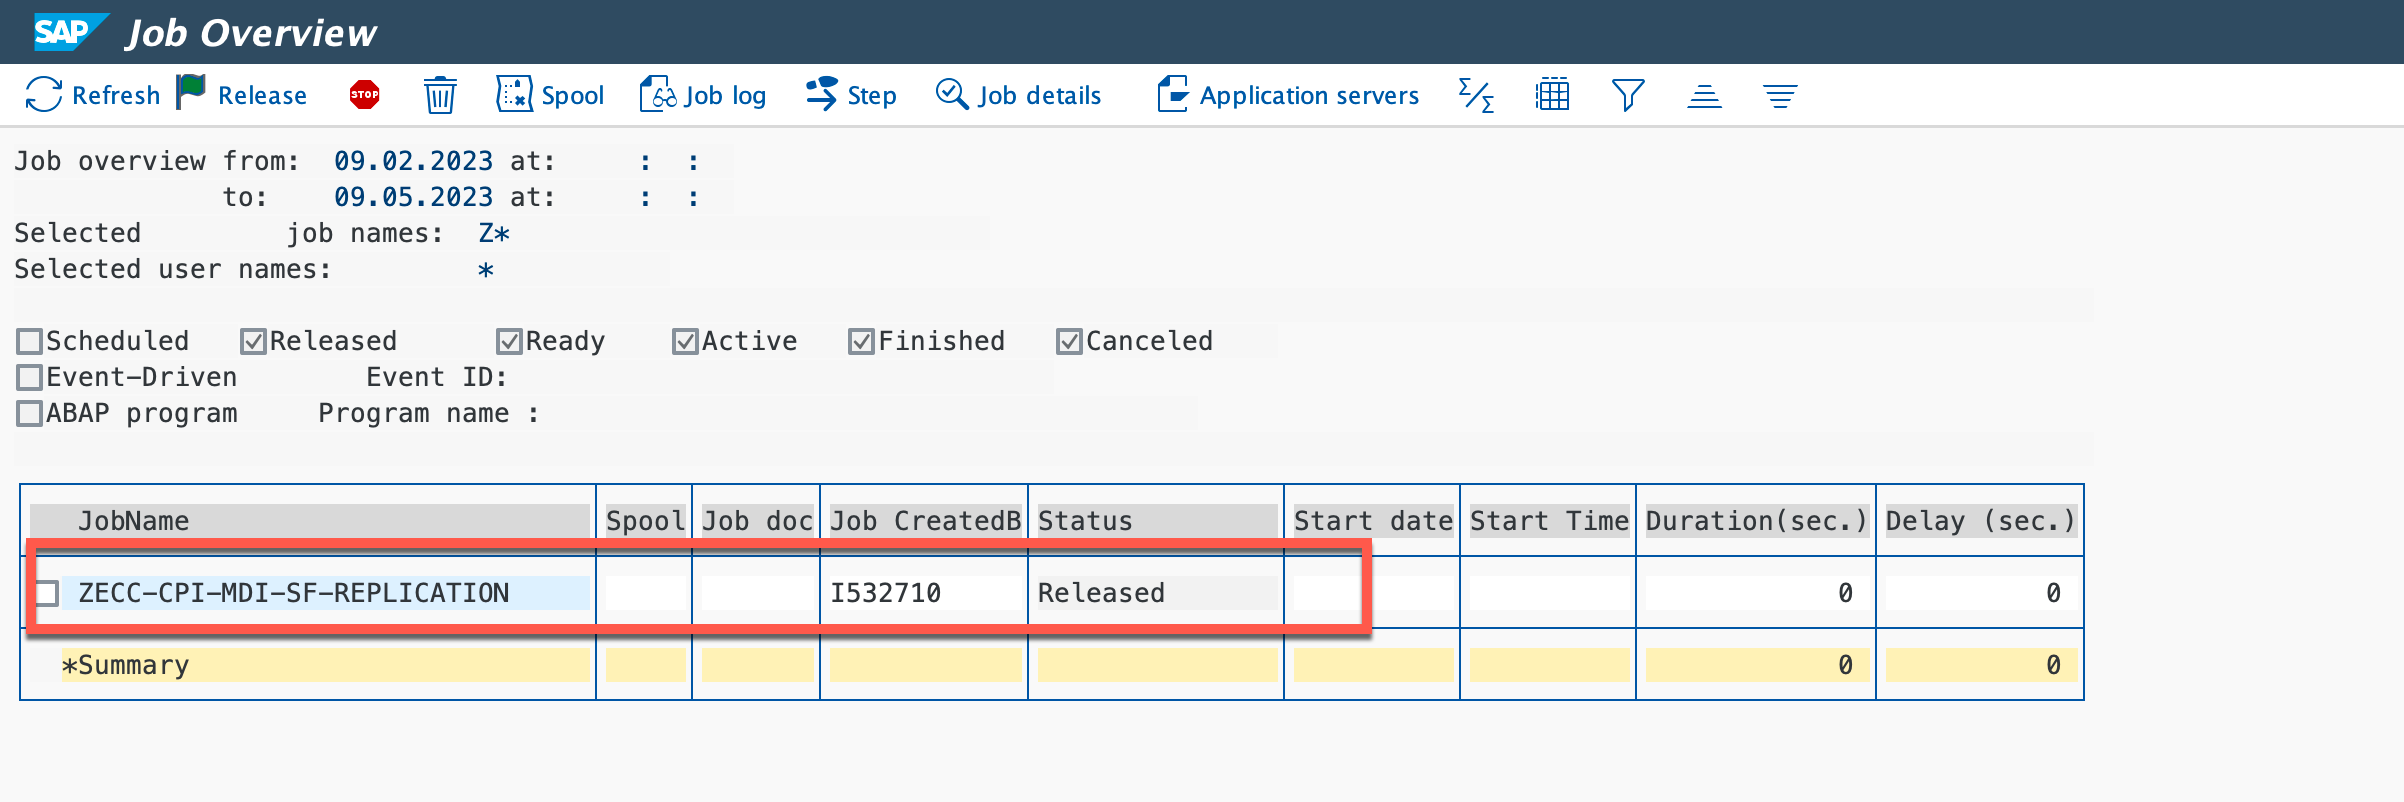 SAP Job Overview
Refresh Release STOP Spool Job log Step Job details Application servers Σ/Σ
Job overview from: 09.02.2023 at: : :
to: 09.05.2023 at: : :
Selected job names: Z*
Selected user names: *
Scheduled Released Ready Active Finished Canceled
Event-Driven Event ID:
ABAP program Program name :
JobName Spool Job doc Job CreatedB Status Start date Start Time Duration(sec.) Delay (sec.)
ZECC-CPI-MDI-SF-REPLICATION I532710 Released 0 0
*Summary 0 0